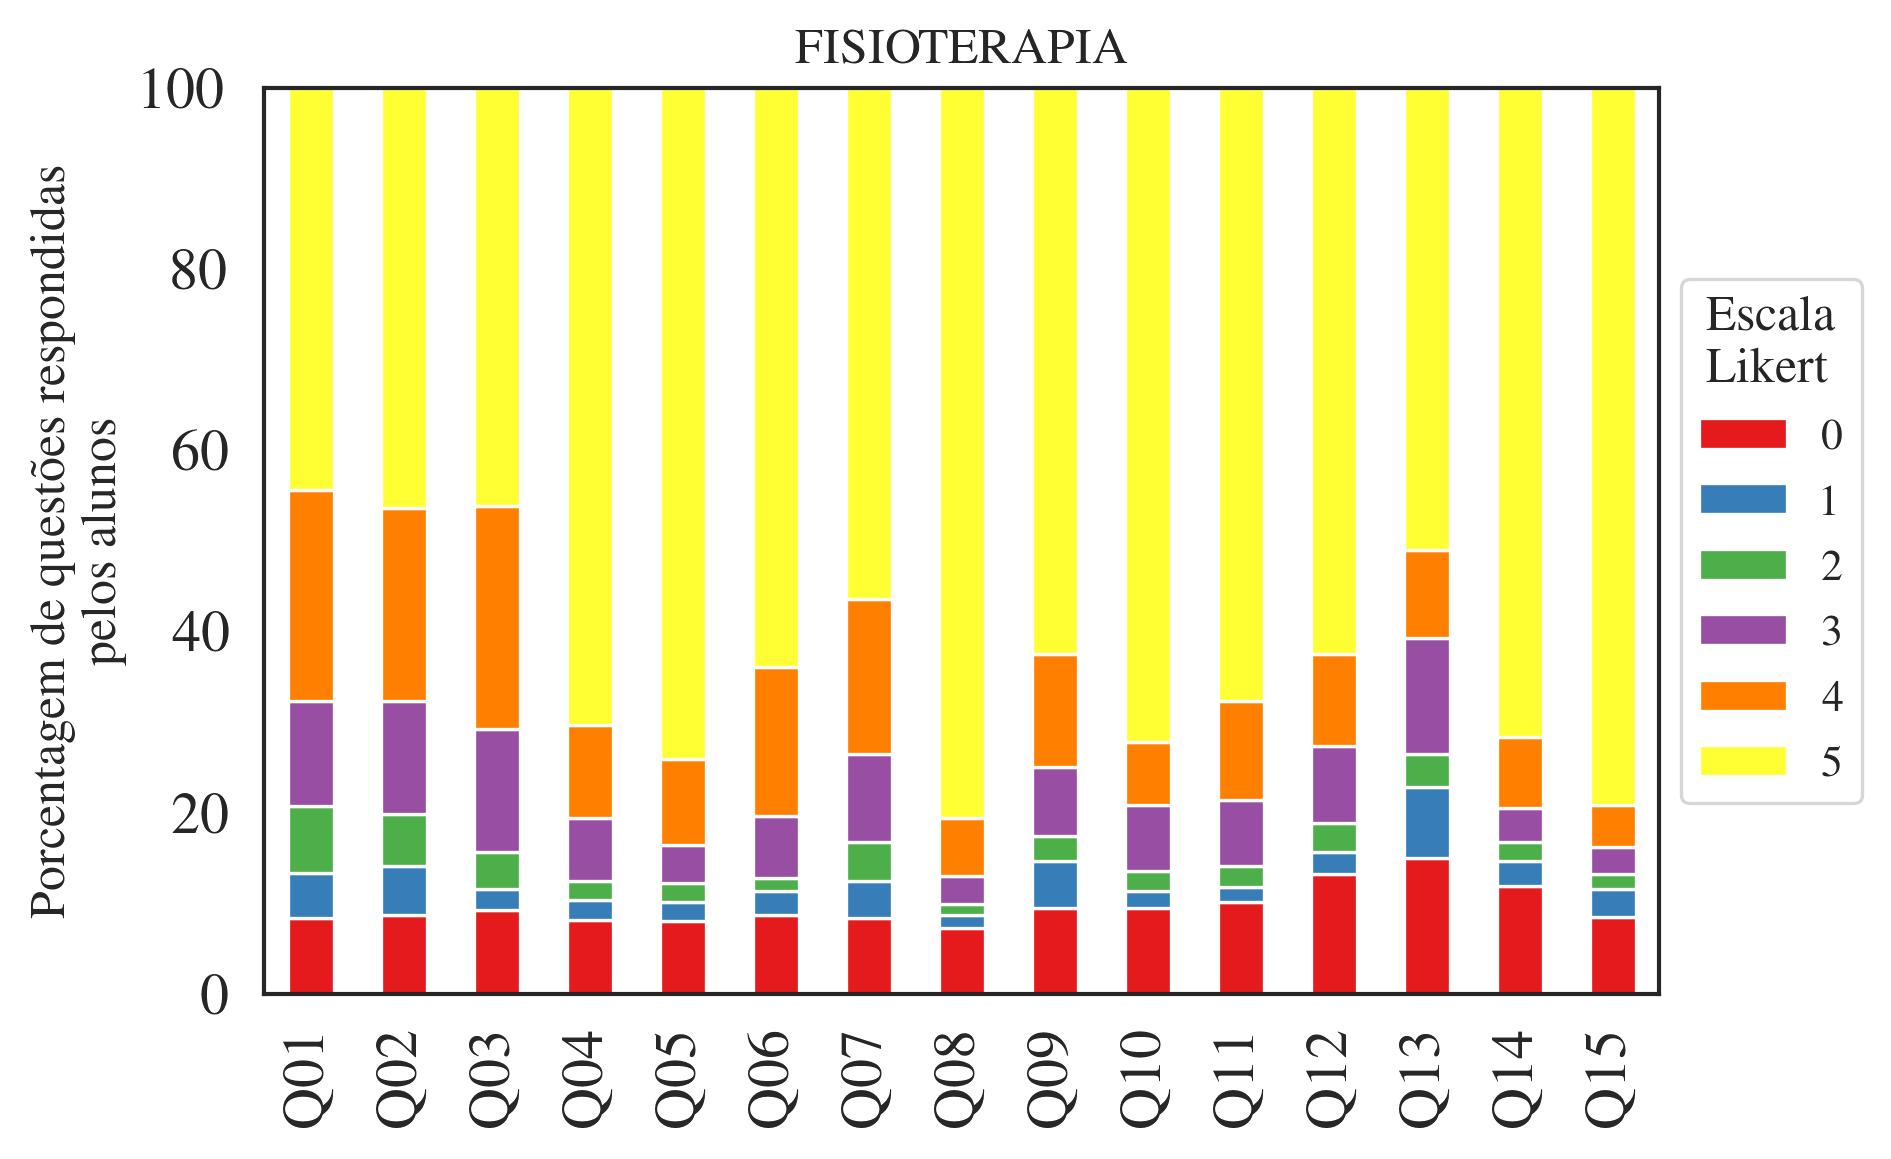 FISIOTERAPIA
100
80
60
40
20
0
Porcentagem de questões respondidas
pelos alunos
Q01
Q02
Q03
Q04
Q05
Q06
Q07
Q08
Q09
Q10
Q11
Q12
Q13
Q14
Q15
Escala
Likert
0
1
2
3
4
5